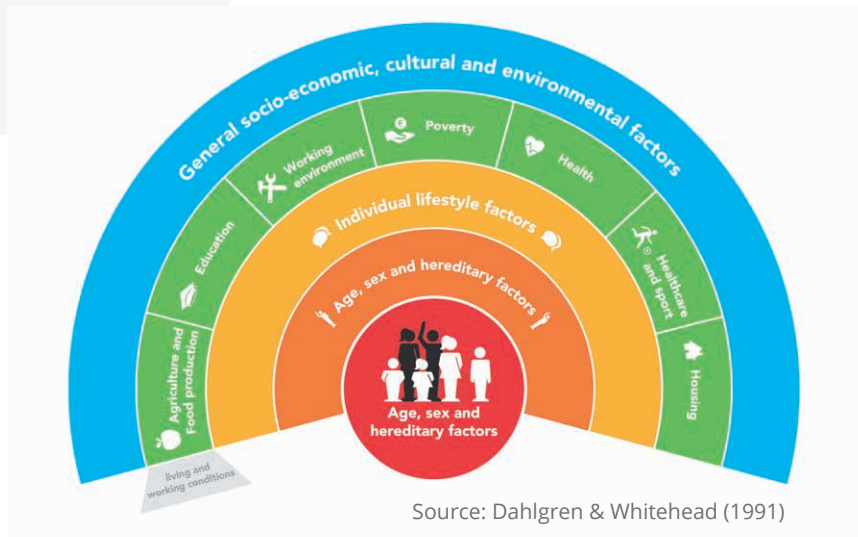 General socio-economic, cultural and environmental factors
Agriculture and
Food production
Education
Working
environment
€
Poverty
Health
Healthcare
and sport
Housing
Individual lifestyle factors
Age, sex and hereditary factors
Age, sex and
hereditary factors
living and
working conditions
Source: Dahlgren & Whitehead (1991)